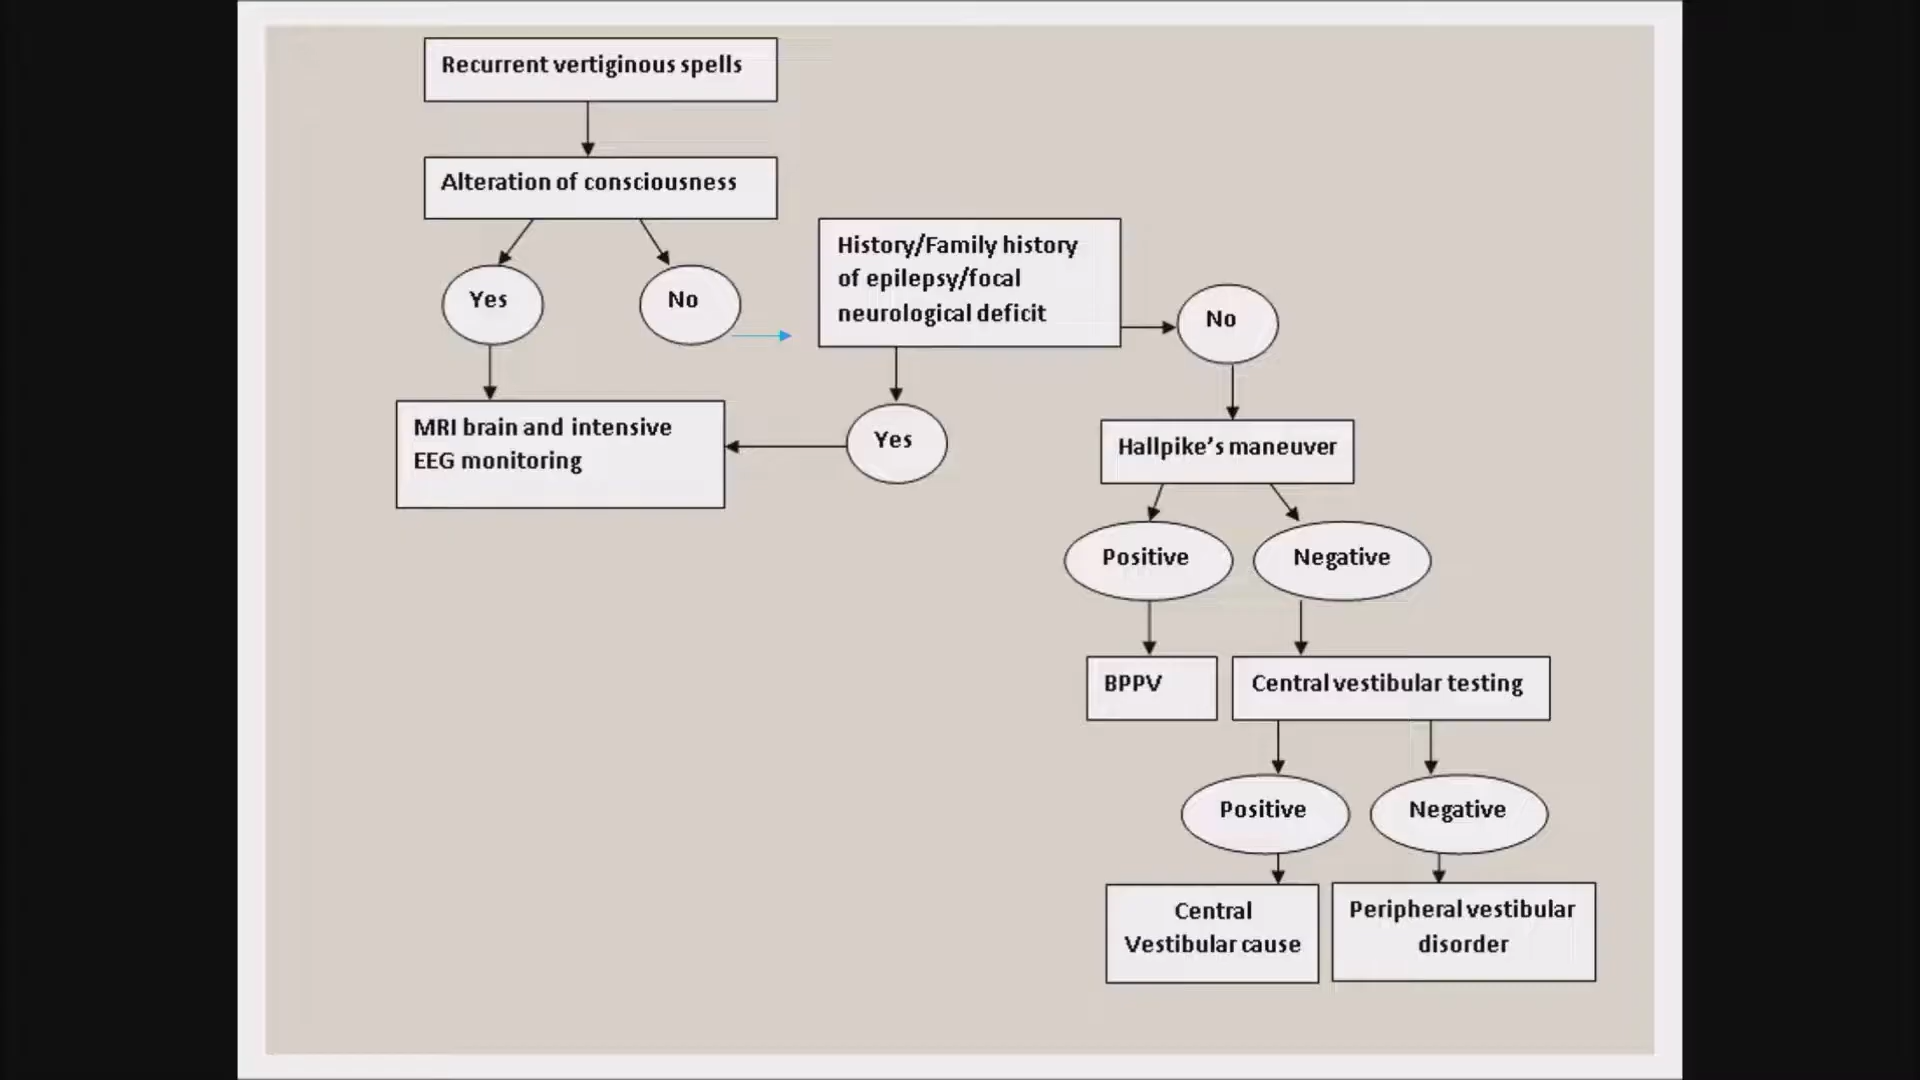 Recurrent vertiginous spells
Alteration of consciousness
Yes
No
History/Family history
of epilepsy/focal
neurological deficit
No
MRI brain and intensive
EEG monitoring
Yes
Hallpike’s maneuver
Positive
Negative
BPPV
Central vestibular testing
Positive
Negative
Central
Vestibular cause
Peripheral vestibular
disorder